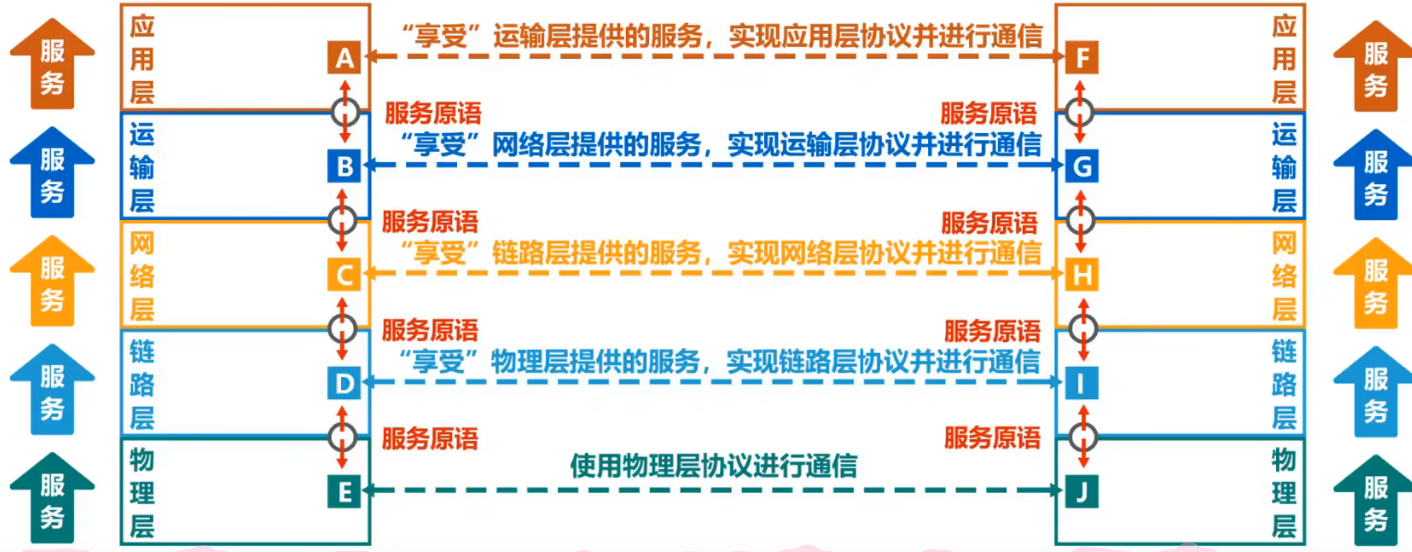 服务
应用层
A
“享受”运输层提供的服务，实现应用层协议并进行通信
F
应用层
服务
服务原语
服务原语
服务
运输层
B
“享受”网络层提供的服务，实现运输层协议并进行通信
G
运输层
服务
服务原语
服务原语
服务
网络层
C
“享受”链路层提供的服务，实现网络层协议并进行通信
H
网络层
服务
服务原语
服务原语
服务
链路层
D
“享受”物理层提供的服务，实现链路层协议并进行通信
I
链路层
服务
服务原语
服务原语
服务
物理层
E
使用物理层协议进行通信
J
物理层
服务